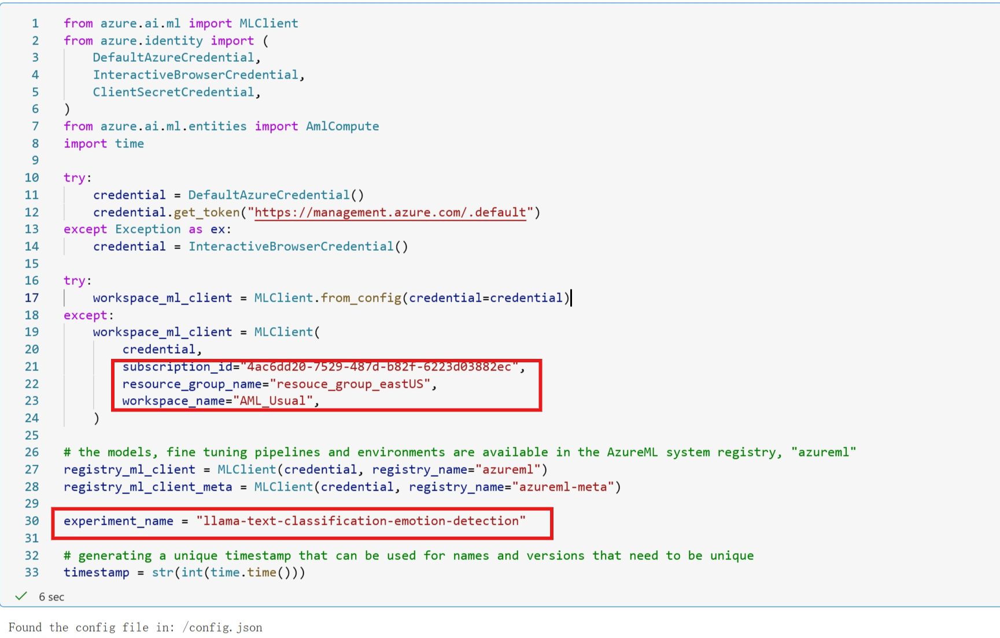 1 from azure.ai.ml import MLClient
2 from azure.identity import (
3     DefaultAzureCredential,
4     InteractiveBrowserCredential,
5     ClientSecretCredential,
6 )
7 from azure.ai.ml.entities import AmlCompute
8 import time
9
10 try:
11     credential = DefaultAzureCredential()
12     credential.get_token("https://management.azure.com/.default")
13 except Exception as ex:
14     credential = InteractiveBrowserCredential()
15
16 try:
17     workspace_ml_client = MLClient.from_config(credential=credential)
18 except:
19     workspace_ml_client = MLClient(
20         credential,
21         subscription_id="4ac6dd20-7529-487d-b82f-6223d03882ec",
22         resource_group_name="resouce_group_eastUS",
23         workspace_name="AML_Usual",
24     )
25
26 # the models, fine tuning pipelines and environments are available in the AzureML system registry, "azureml"
27 registry_ml_client = MLClient(credential, registry_name="azureml")
28 registry_ml_client_meta = MLClient(credential, registry_name="azureml-meta")
29
30 experiment_name = "llama-text-classification-emotion-detection"
31
32 # generating a unique timestamp that can be used for names and versions that need to be unique
33 timestamp = str(int(time.time()))
6 sec
Found the config file in: /config.json